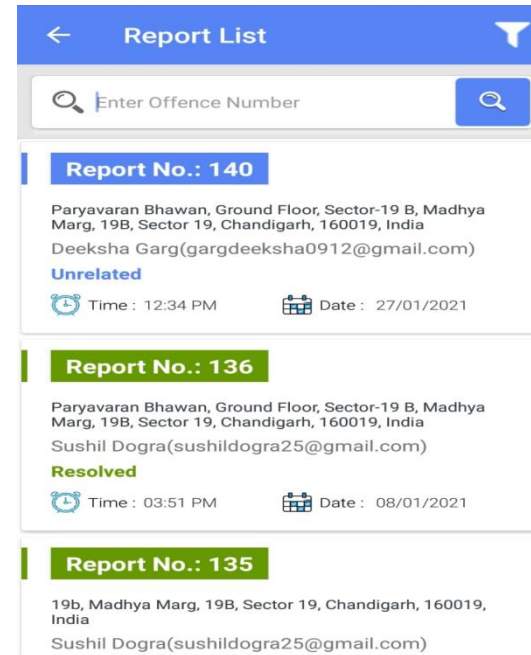 Report List
Enter Offence Number
Report No.: 140
Paryavaran Bhawan, Ground Floor, Sector-19 B, Madhya
Marg, 19B, Sector 19, Chandigarh, 160019, India
Deeksha Garg(gargdeeksha0912@gmail.com)
Unrelated
Time : 12:34 PM Date : 27/01/2021
Report No.: 136
Paryavaran Bhawan, Ground Floor, Sector-19 B, Madhya
Marg, 19B, Sector 19, Chandigarh, 160019, India
Sushil Dogra(sushildogra25@gmail.com)
Resolved
Time : 03:51 PM Date : 08/01/2021
Report No.: 135
19b, Madhya Marg, 19B, Sector 19, Chandigarh, 160019,
India
Sushil Dogra(sushildogra25@gmail.com)